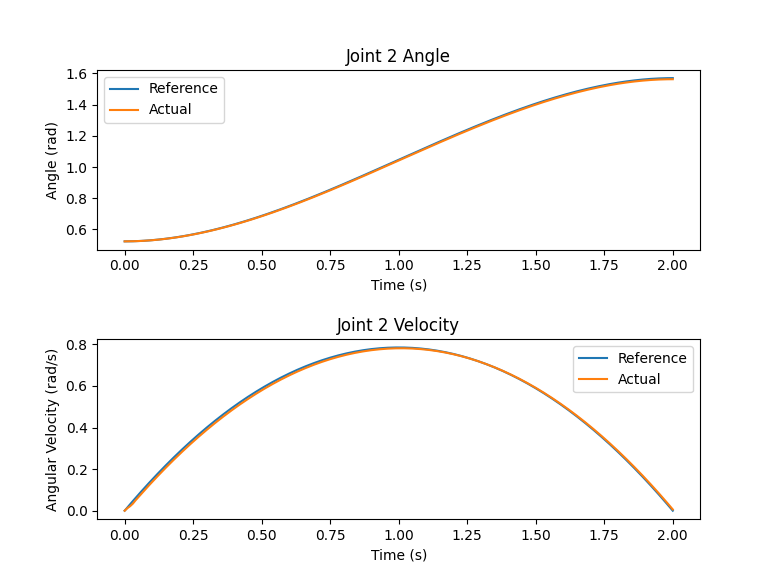 Joint 2 Angle
1.6
1.4
1.2
1.0
0.8
0.6
Angle (rad)
Reference
Actual
0.00 0.25 0.50 0.75 1.00 1.25 1.50 1.75 2.00
Time (s)
Joint 2 Velocity
0.8
0.6
0.4
0.2
0.0
Angular Velocity (rad/s)
Reference
Actual
0.00 0.25 0.50 0.75 1.00 1.25 1.50 1.75 2.00
Time (s)